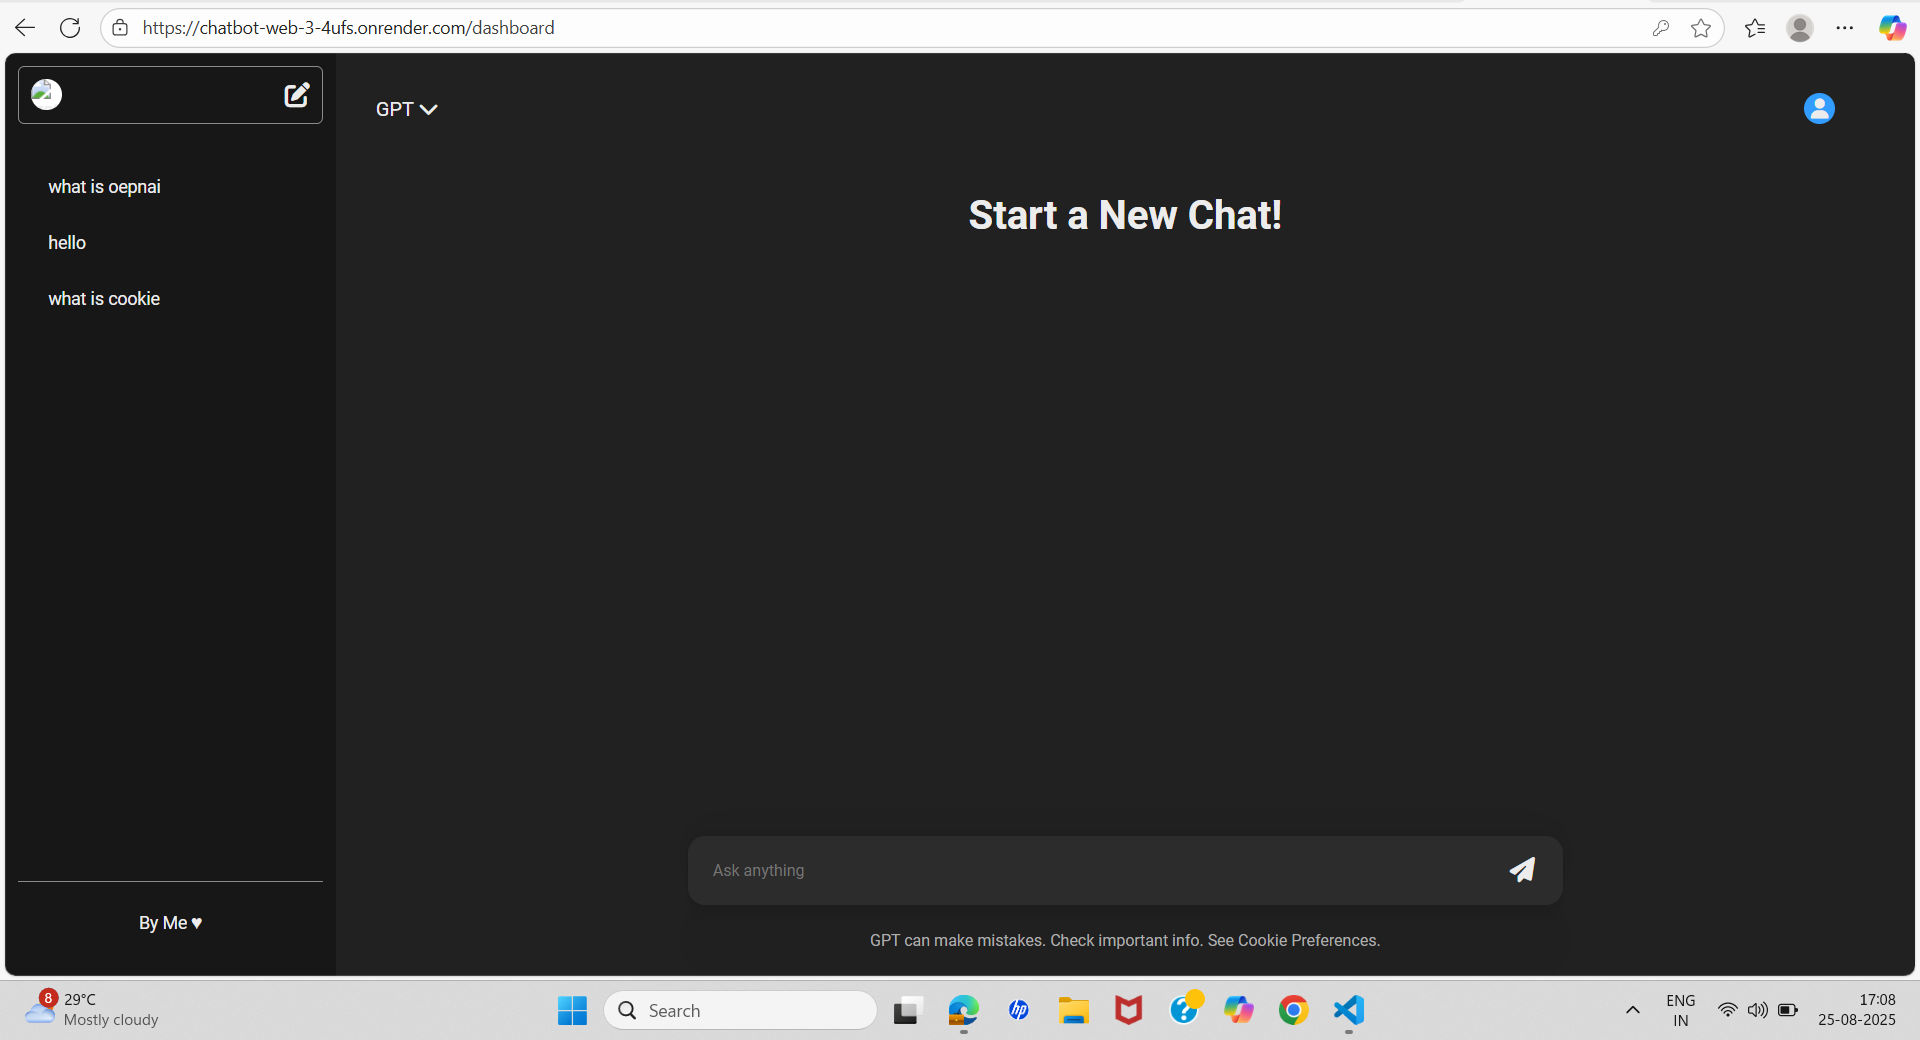 https://chatbot-web-3-4ufs.onrender.com/dashboard
GPT
what is oepnai
hello
what is cookie
Start a New Chat!
Ask anything
By Me ♥
GPT can make mistakes. Check important info. See Cookie Preferences.
8
29°C
Mostly cloudy
Search
hp
ENG
IN
17:08
25-08-2025